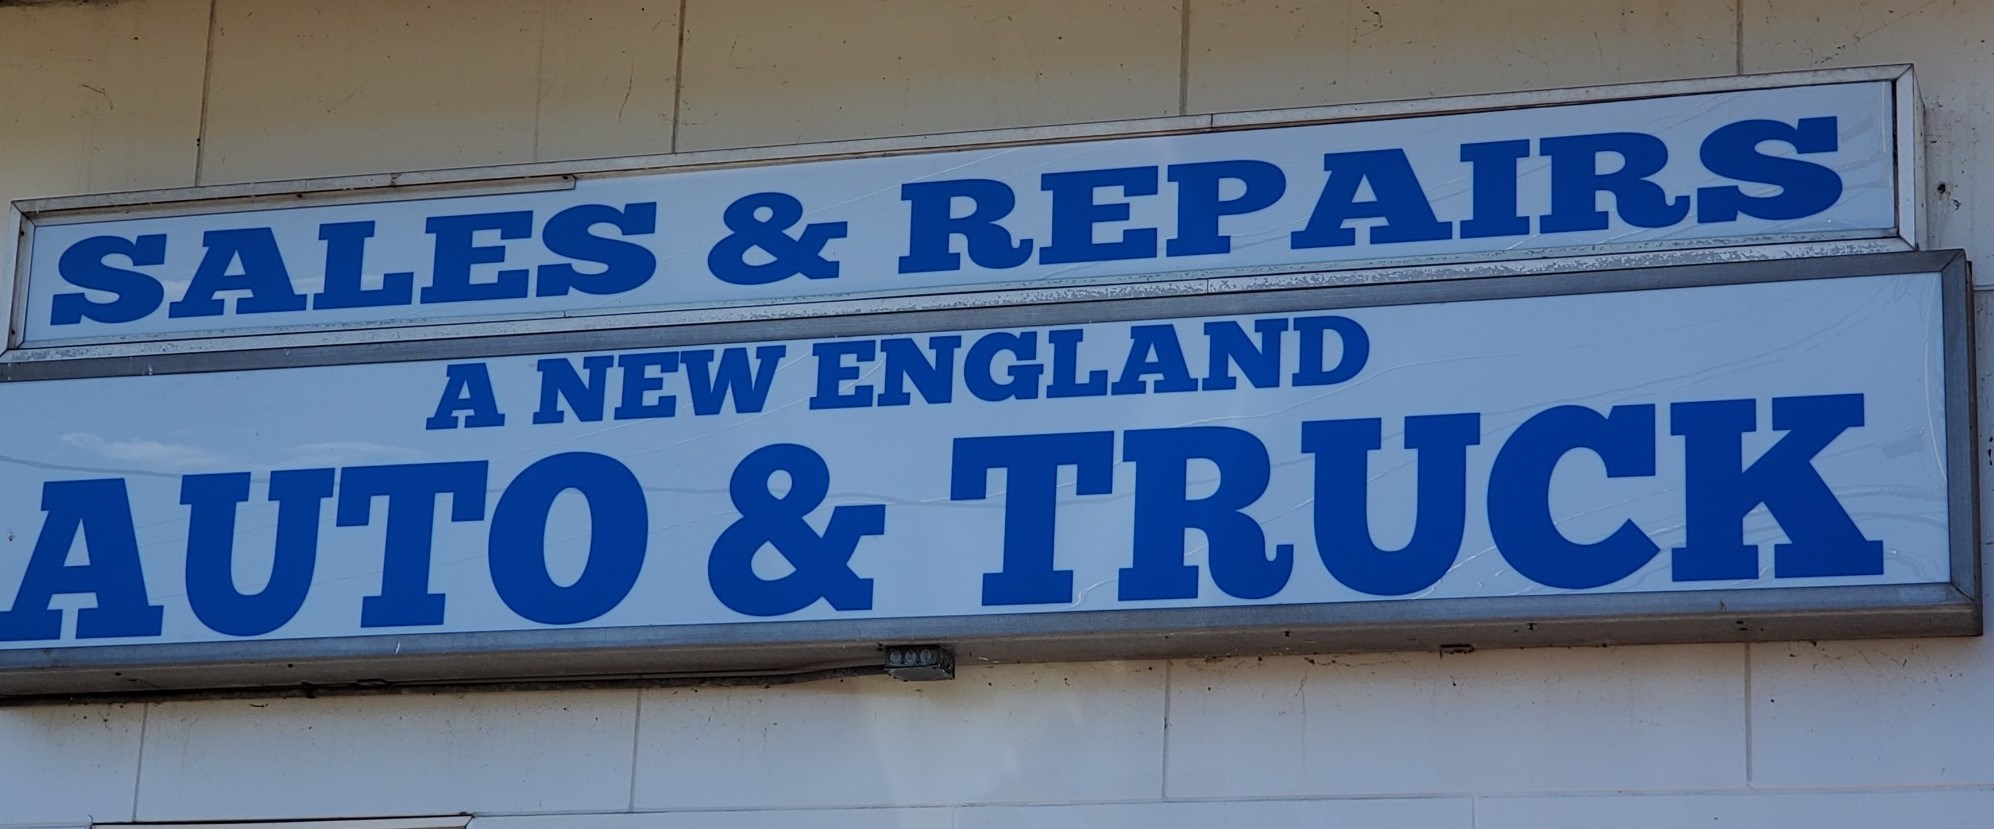 SALES & REPAIRS
A NEW ENGLAND
AUTO & TRUCK